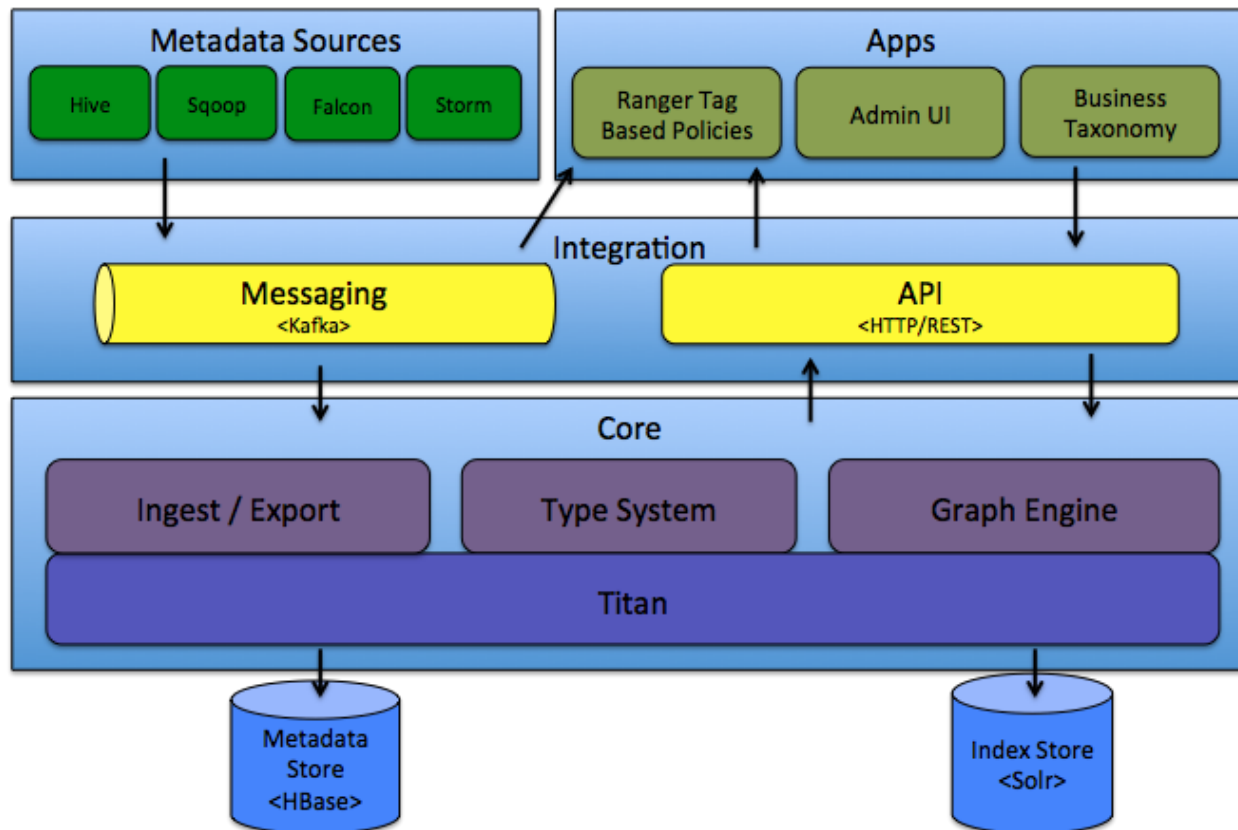 Metadata Sources
Hive
Sqoop
Falcon
Storm
Apps
Ranger Tag
Based Policies
Admin UI
Business
Taxonomy
Integration
Messaging
<Kafka>
API
<HTTP/REST>
Core
Ingest / Export
Type System
Graph Engine
Titan
Metadata
Store
<HBase>
Index Store
<Solr>